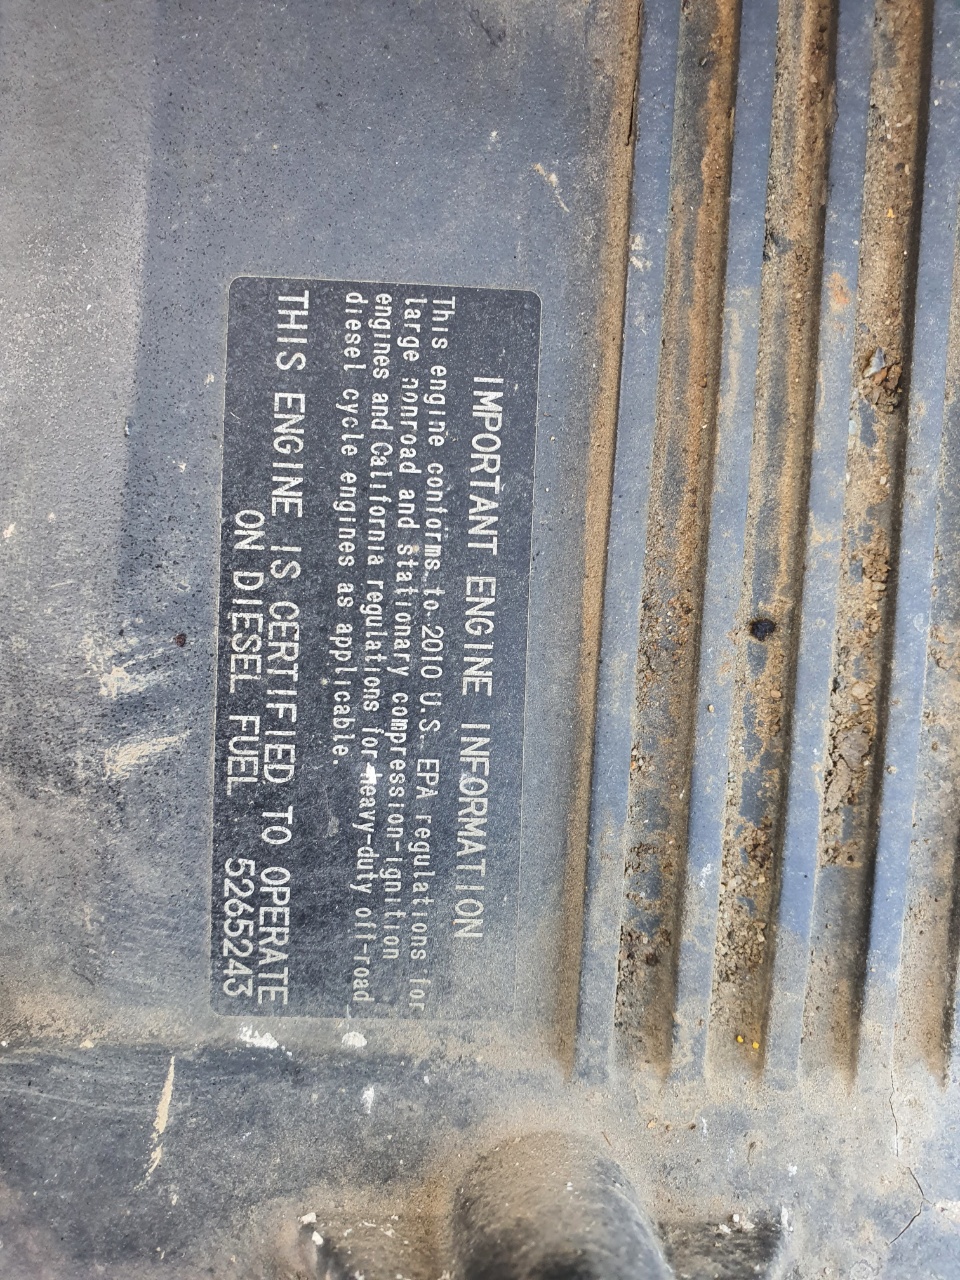 IMPORTANT ENGINE INFORMATION
This engine conforms to 2010 U.S. EPA regulations for
large nonroad and stationary compression-ignition
engines and California regulations for heavy-duty off-road
diesel cycle engines as applicable.
THIS ENGINE IS CERTIFIED TO OPERATE
ON DIESEL FUEL 5265243